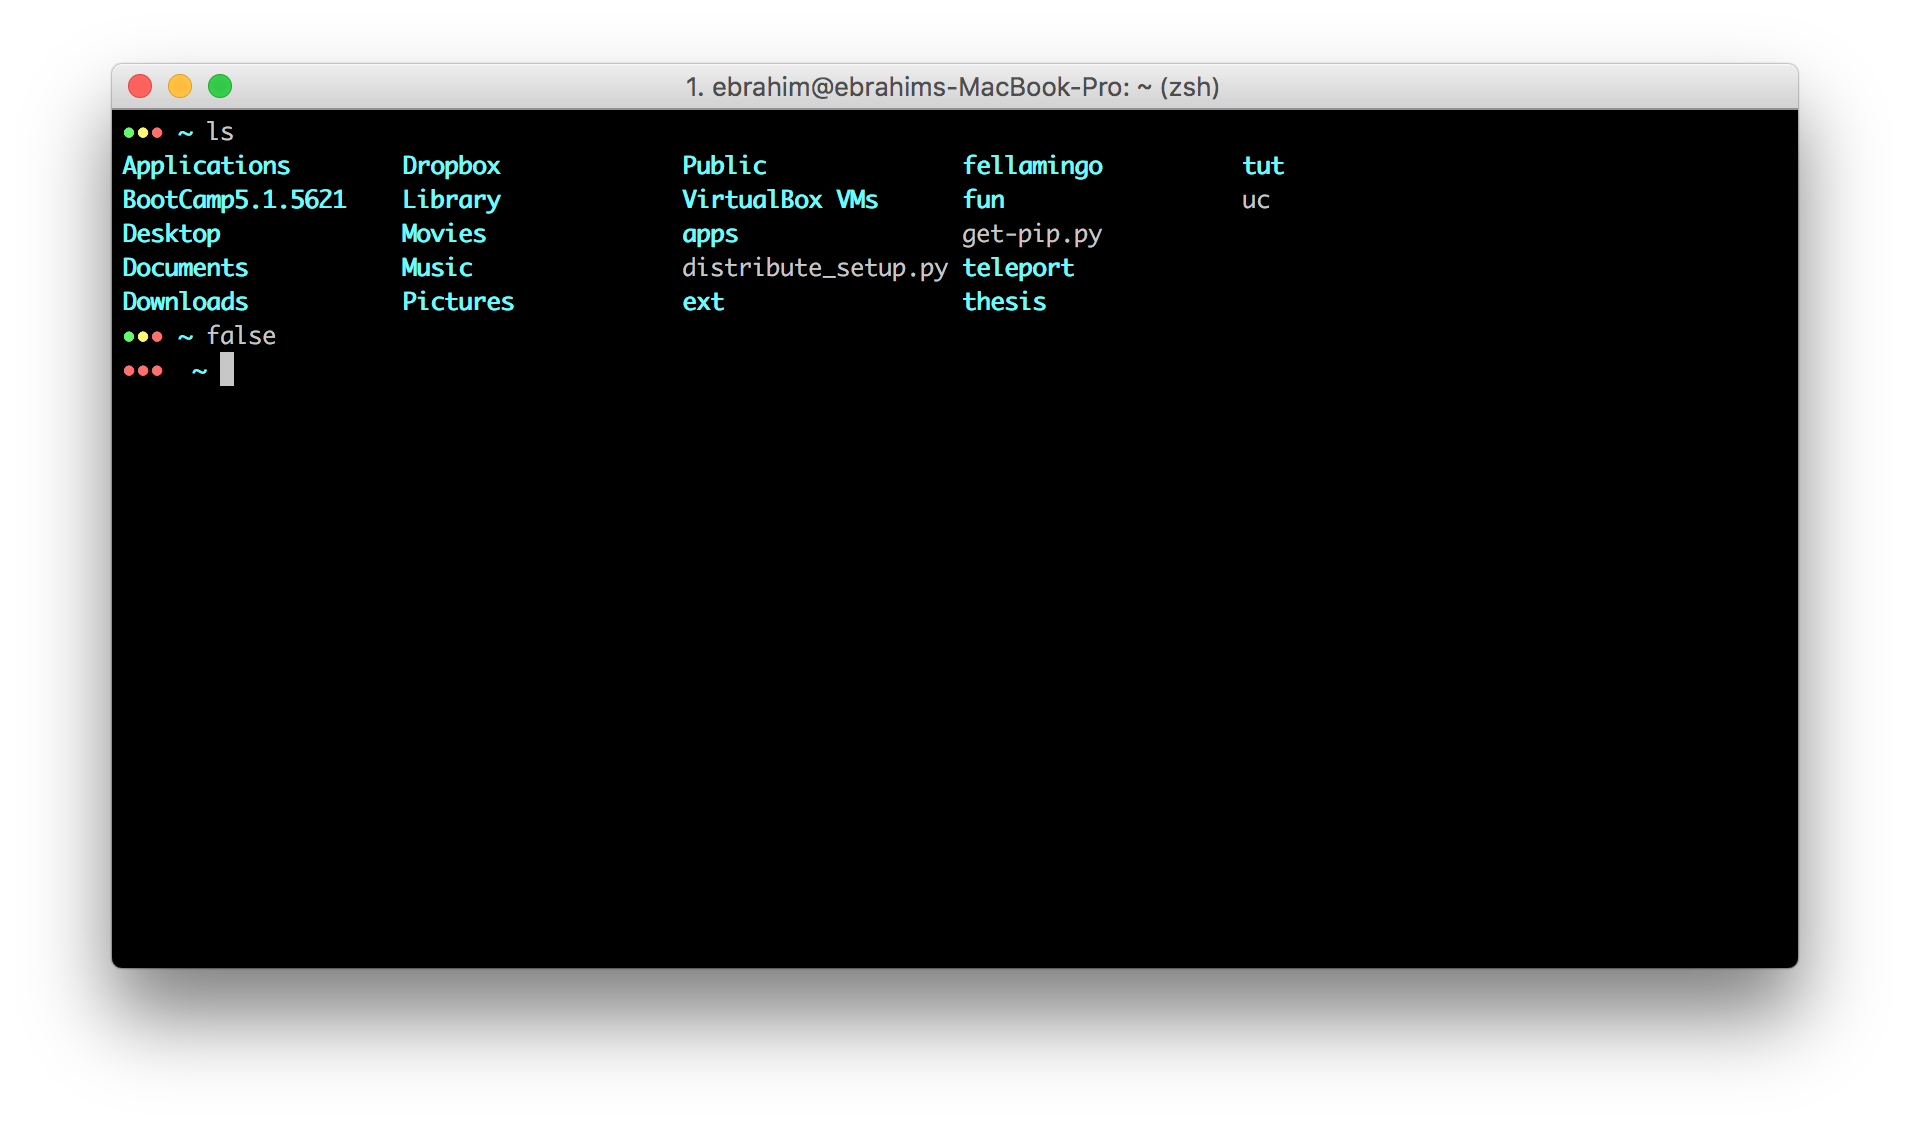 1. ebrahim@ebrahims-MacBook-Pro: ~ (zsh)
••• ~ ls
Applications Dropbox Public fellamingo tut
BootCamp5.1.5621 Library VirtualBox VMs fun uc
Desktop Movies apps get-pip.py
Documents Music distribute_setup.py teleport
Downloads Pictures ext thesis
••• ~ false
••• ~